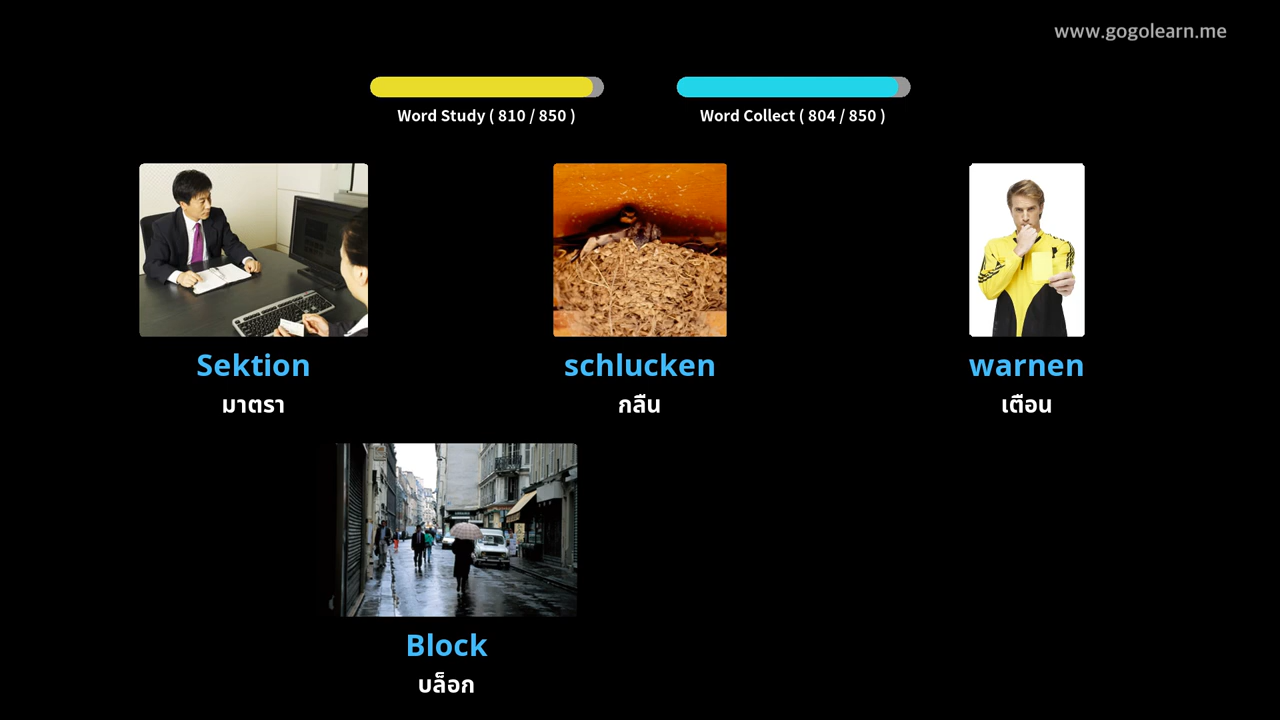 www.gogolearn.me
Word Study ( 810 / 850 )
Word Collect ( 804 / 850 )
Sektion
มาตรา
schlucken
กลืน
warnen
เตือน
Block
บล็อก